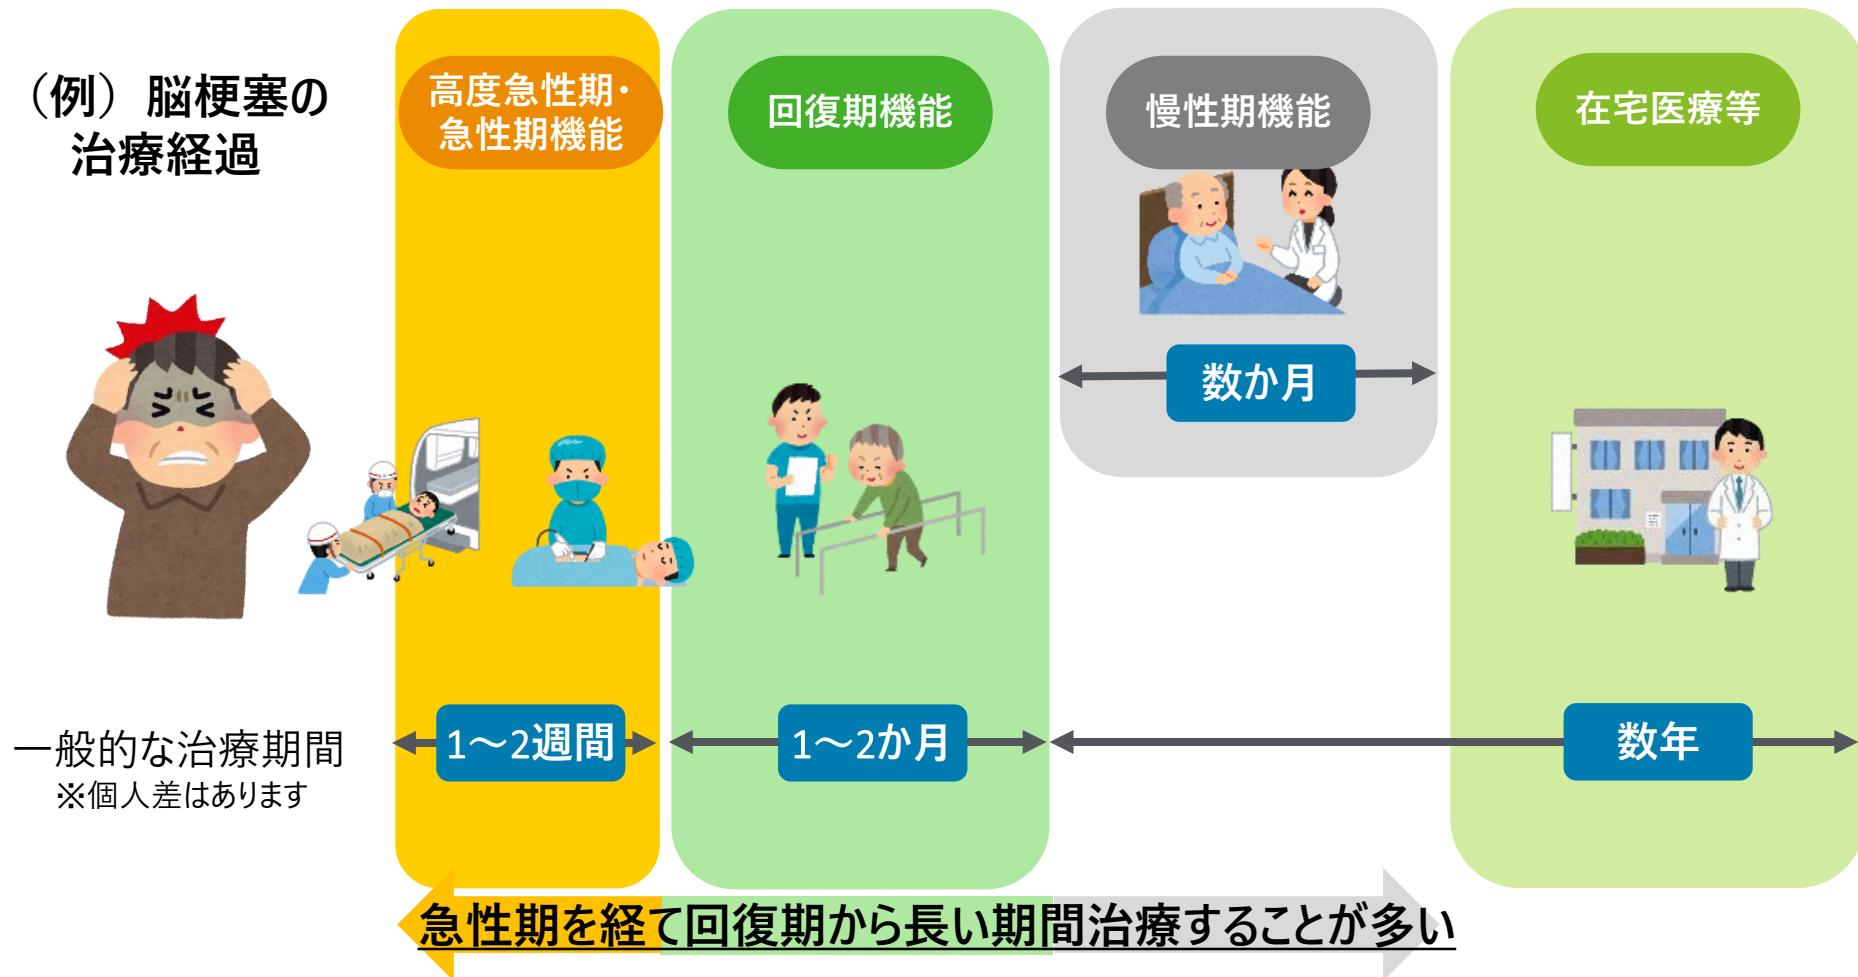 （例）脳梗塞の
治療経過
高度急性期・
急性期機能
回復期機能
慢性期機能
在宅医療等
数か月
一般的な治療期間
※個人差はあります
1～2週間
1～2か月
数年
急性期を経て回復期から長い期間治療することが多い